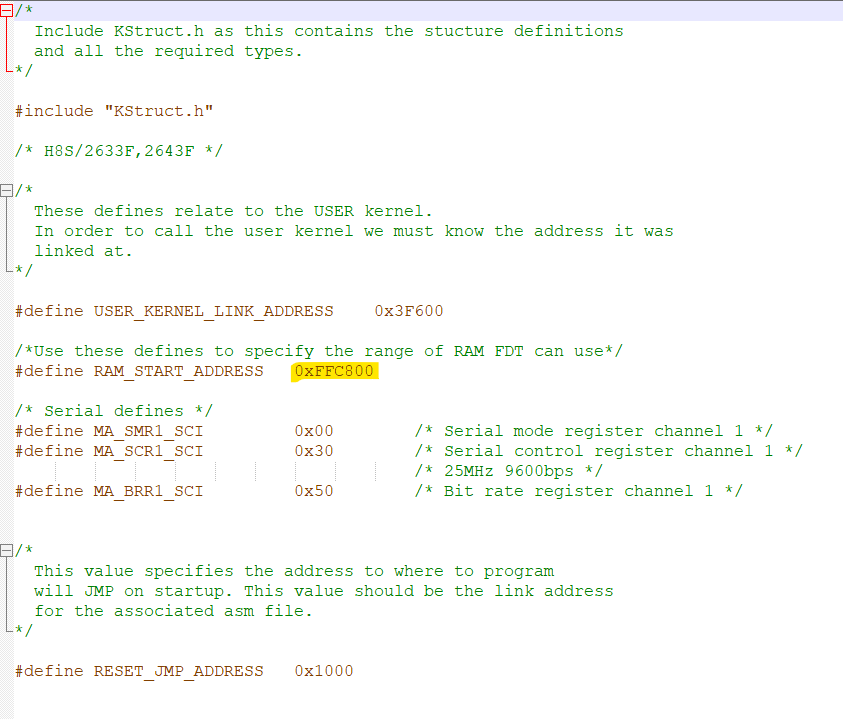 /*
Include KStruct.h as this contains the stucture definitions
and all the required types.
*/
#include "KStruct.h"
/* H8S/2633F,2643F */
/*
These defines relate to the USER kernel.
In order to call the user kernel we must know the address it was
linked at.
*/
#define USER_KERNEL_LINK_ADDRESS 0x3F600
/*Use these defines to specify the range of RAM FDT can use*/
#define RAM_START_ADDRESS 0xFFC800
/* Serial defines */
#define MA_SMR1_SCI 0x00 /* Serial mode register channel 1 */
#define MA_SCR1_SCI 0x30 /* Serial control register channel 1 */
/* 25MHz 9600bps */
#define MA_BRR1_SCI 0x50 /* Bit rate register channel 1 */
/*
This value specifies the address to where to program
will JMP on startup. This value should be the link address
for the associated asm file.
*/
#define RESET_JMP_ADDRESS 0x1000